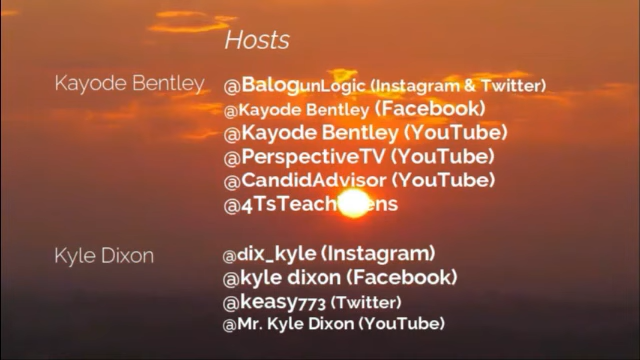 Hosts
Kayode Bentley @BalogunLogic (Instagram & Twitter)
@Kayode Bentley (Facebook)
@Kayode Bentley (YouTube)
@PerspectiveTV (YouTube)
@CandidAdvisor (YouTube)
Kyle Dixon @dix_kyle (Instagram)
@kyle dixon (Facebook)
@keasy773 (Twitter)
@Mr. Kyle Dixon (YouTube)